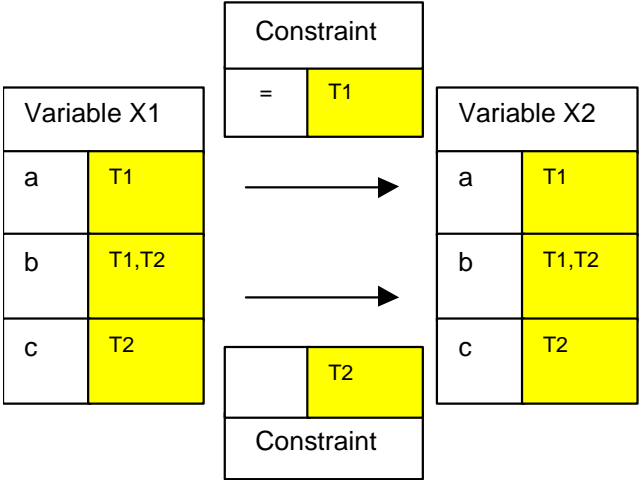 Constraint
= T1
Variable X1
a T1
b T1,T2
c T2
Variable X2
a T1
b T1,T2
c T2
T2
Constraint